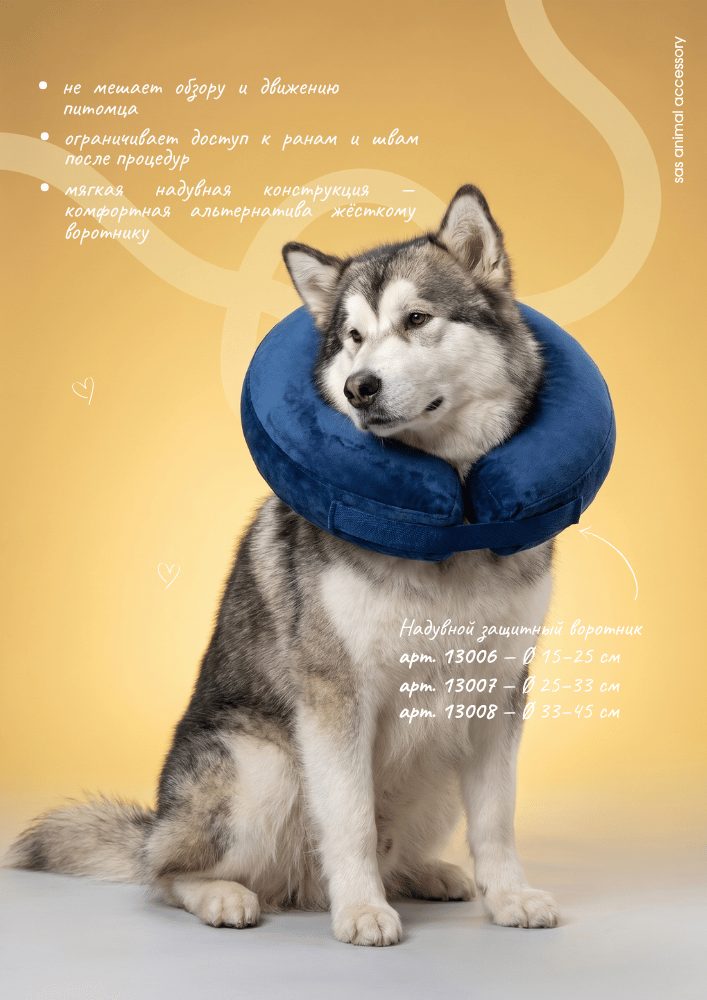 sas animal accessory
не мешает обзору и движению
питомца
ограничивает доступ к ранам и швам
после процедур
мягкая надувная конструкция —
комфортная альтернатива жёсткому
воротнику
Надувной защитный воротник
арт. 13006 – Ø 15–25 см
арт. 13007 – Ø 25–33 см
арт. 13008 – Ø 33–45 см